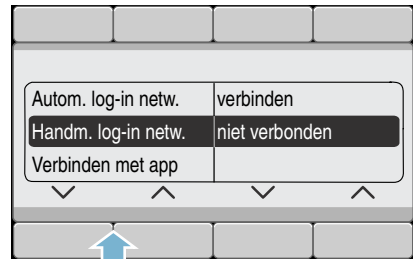 Autom. log-in netw. verbinden
Handm. log-in netw. niet verbonden
Verbinden met app